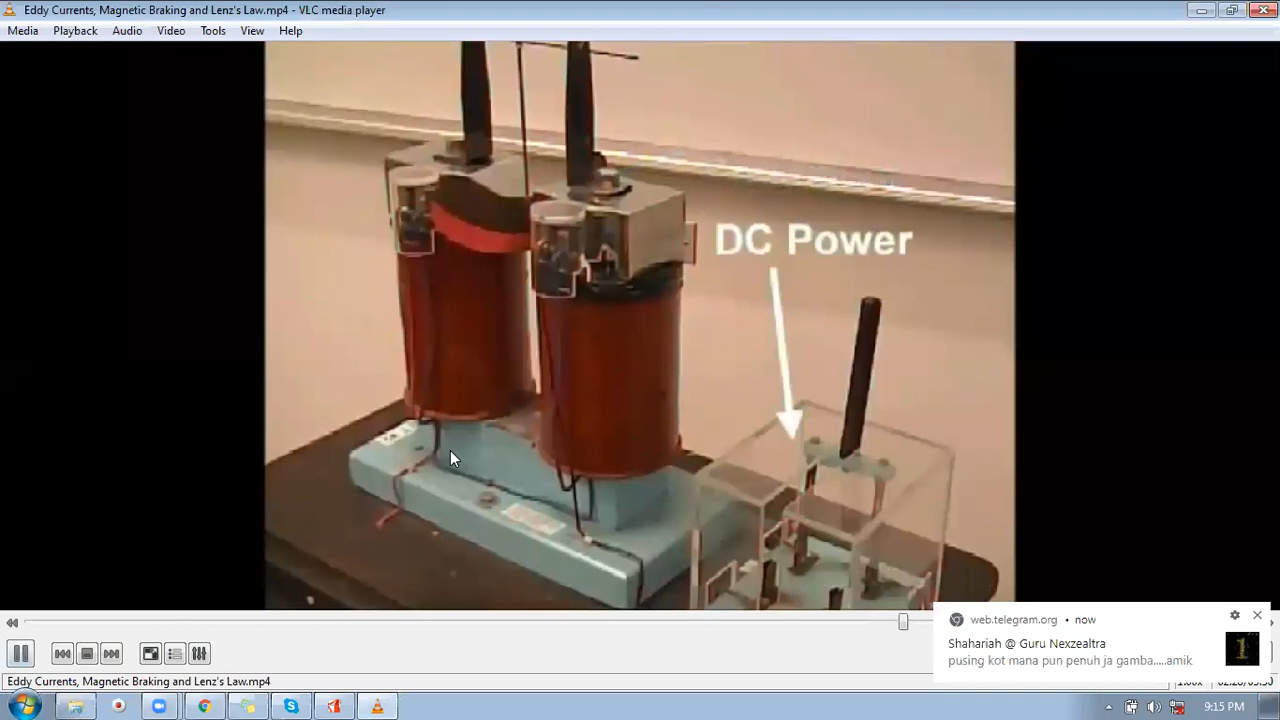 Eddy Currents, Magnetic Braking and Lenz's Law.mp4 - VLC media player
Media Playback Audio Video Tools View Help
DC Power
web.telegram.org • now
Shahariah @ Guru Nexzealtra
pusing kot mana pun penuh ja gamba.....amik
Eddy Currents, Magnetic Braking and Lenz's Law.mp4
9:15 PM